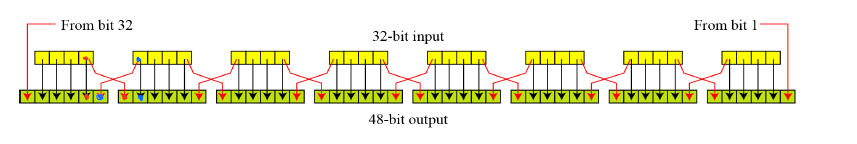 From bit 32
From bit 1
32-bit input
48-bit output